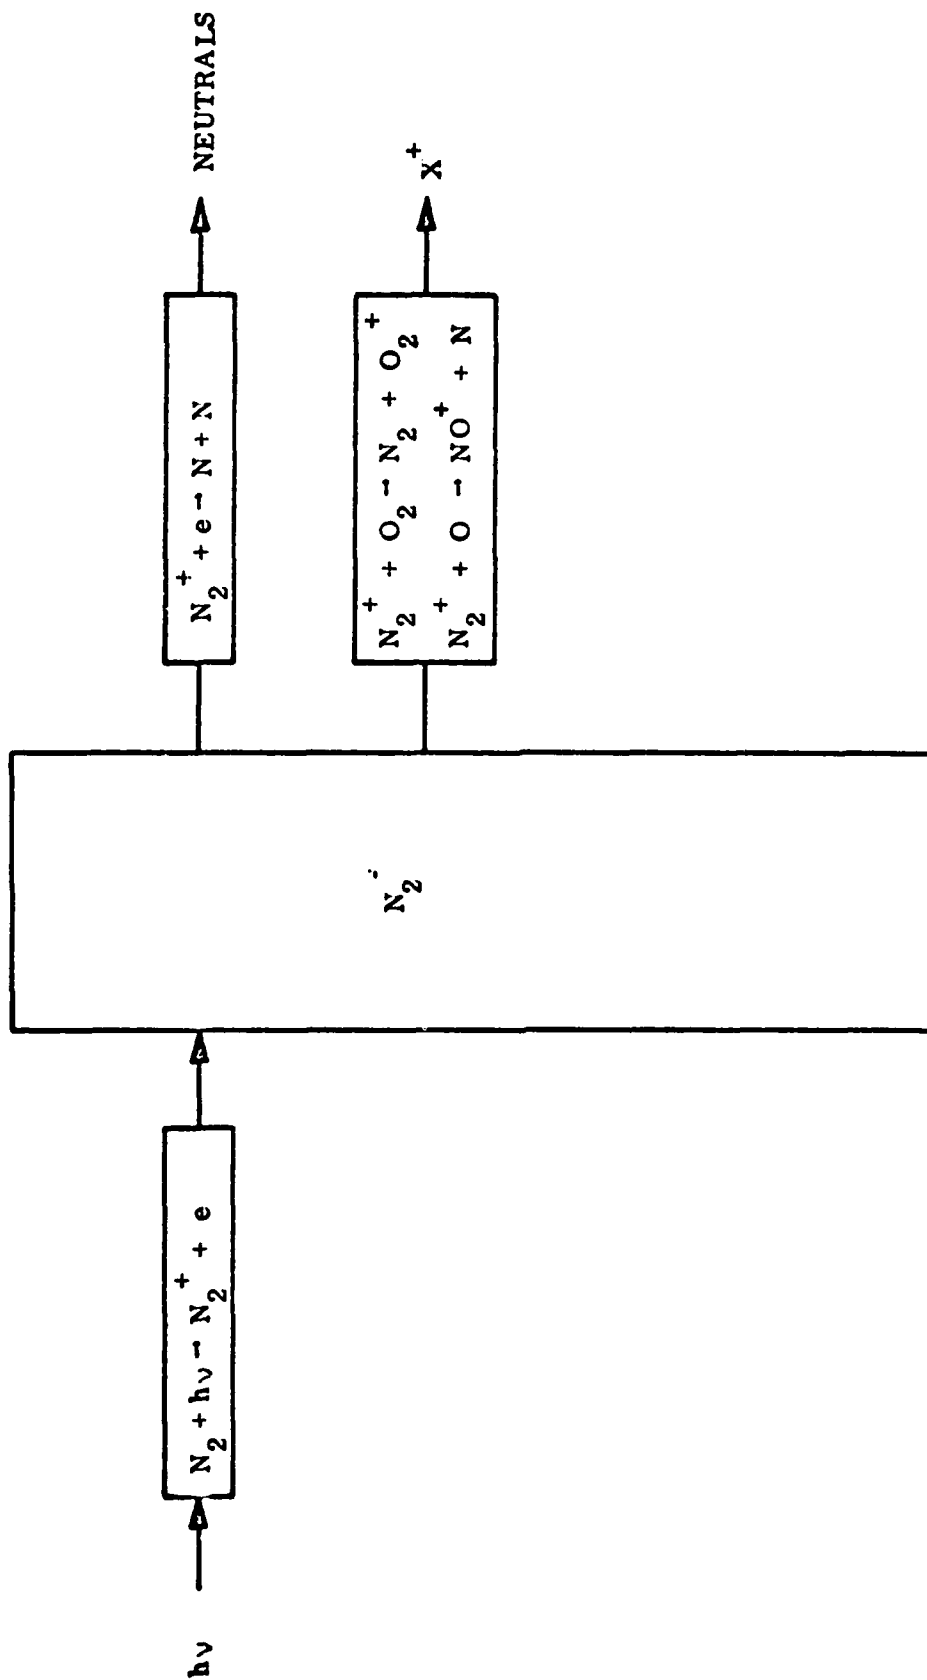 hν
N₂ + hν → N₂⁺ + e
N₂⁺
N₂⁺ + e → N + N
NEUTRALS
N₂⁺ + O₂ → N₂ + O₂⁺
N₂⁺ + O → NO⁺ + N
X⁺